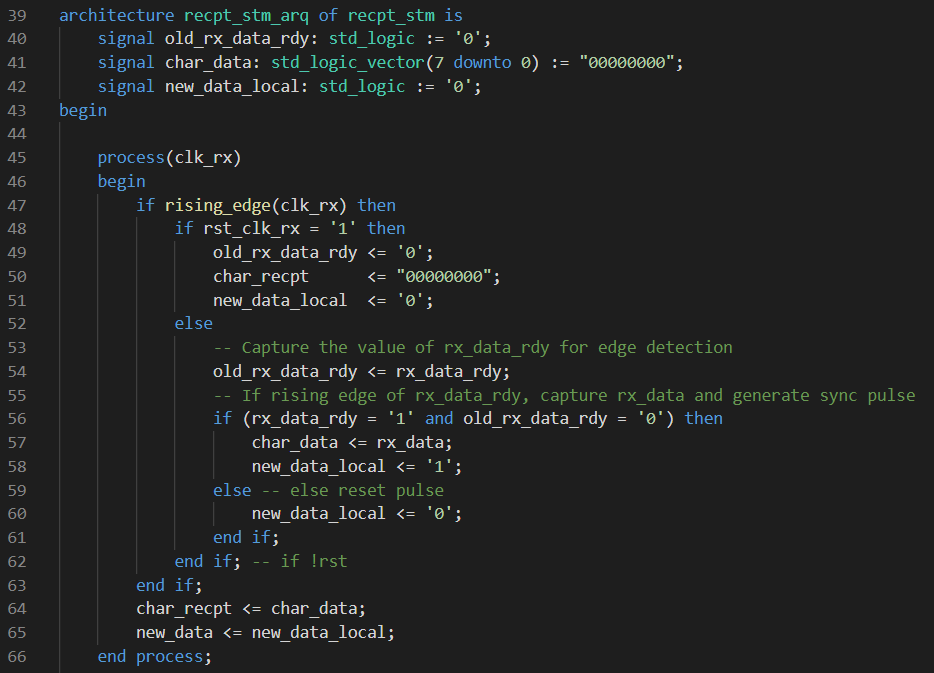 39 architecture recpt_stm_arq of recpt_stm is
40 signal old_rx_data_rdy: std_logic := '0';
41 signal char_data: std_logic_vector(7 downto 0) := "00000000";
42 signal new_data_local: std_logic := '0';
43 begin
44
45 process(clk_rx)
46 begin
47 if rising_edge(clk_rx) then
48 if rst_clk_rx = '1' then
49 old_rx_data_rdy <= '0';
50 char_recpt      <= "00000000";
51 new_data_local  <= '0';
52 else
53 -- Capture the value of rx_data_rdy for edge detection
54 old_rx_data_rdy <= rx_data_rdy;
55 -- If rising edge of rx_data_rdy, capture rx_data and generate sync pulse
56 if (rx_data_rdy = '1' and old_rx_data_rdy = '0') then
57 char_data <= rx_data;
58 new_data_local <= '1';
59 else -- else reset pulse
60 new_data_local <= '0';
61 end if;
62 end if; -- if !rst
63 end if;
64 char_recpt <= char_data;
65 new_data <= new_data_local;
66 end process;